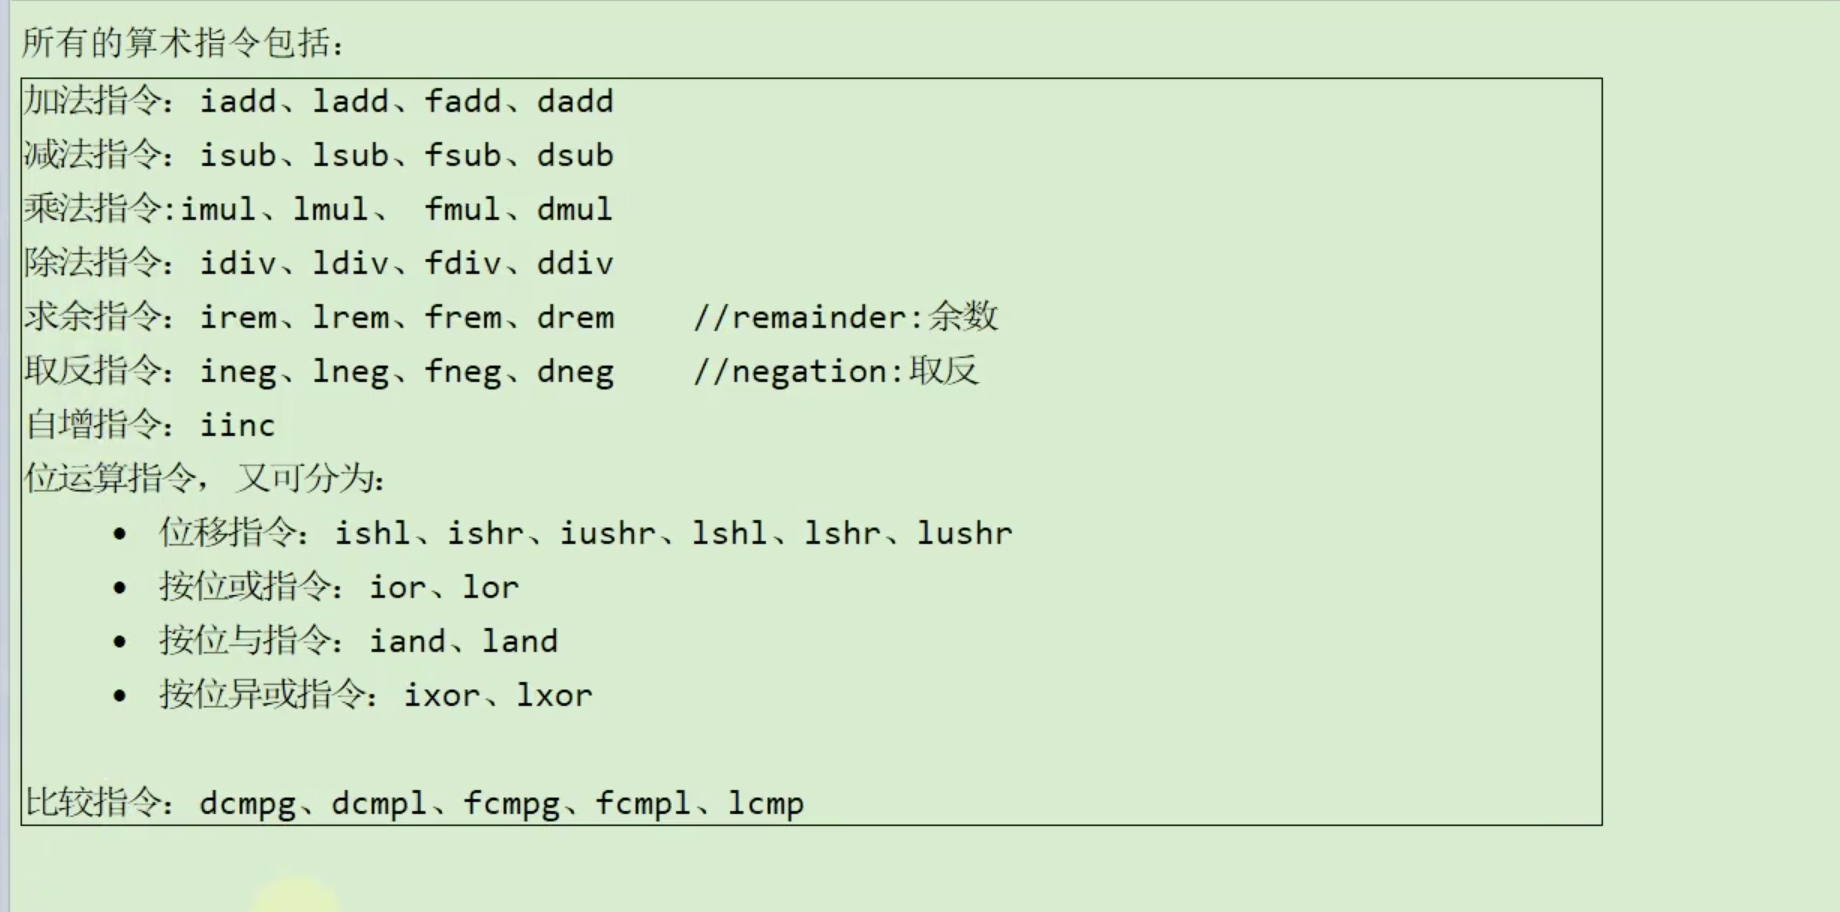 所有的算术指令包括：
加法指令：iadd、ladd、fadd、dadd
减法指令：isub、lsub、fsub、dsub
乘法指令:imul、lmul、 fmul、dmul
除法指令：idiv、ldiv、fdiv、ddiv
求余指令：irem、lrem、frem、drem    //remainder:余数
取反指令：ineg、lneg、fneg、dneg    //negation:取反
自增指令：iinc
位运算指令，又可分为：
• 位移指令：ishl、ishr、iushr、lshl、lshr、lushr
• 按位或指令：ior、lor
• 按位与指令：iand、land
• 按位异或指令：ixor、lxor
比较指令：dcmpg、dcmpl、fcmpg、fcmpl、lcmp